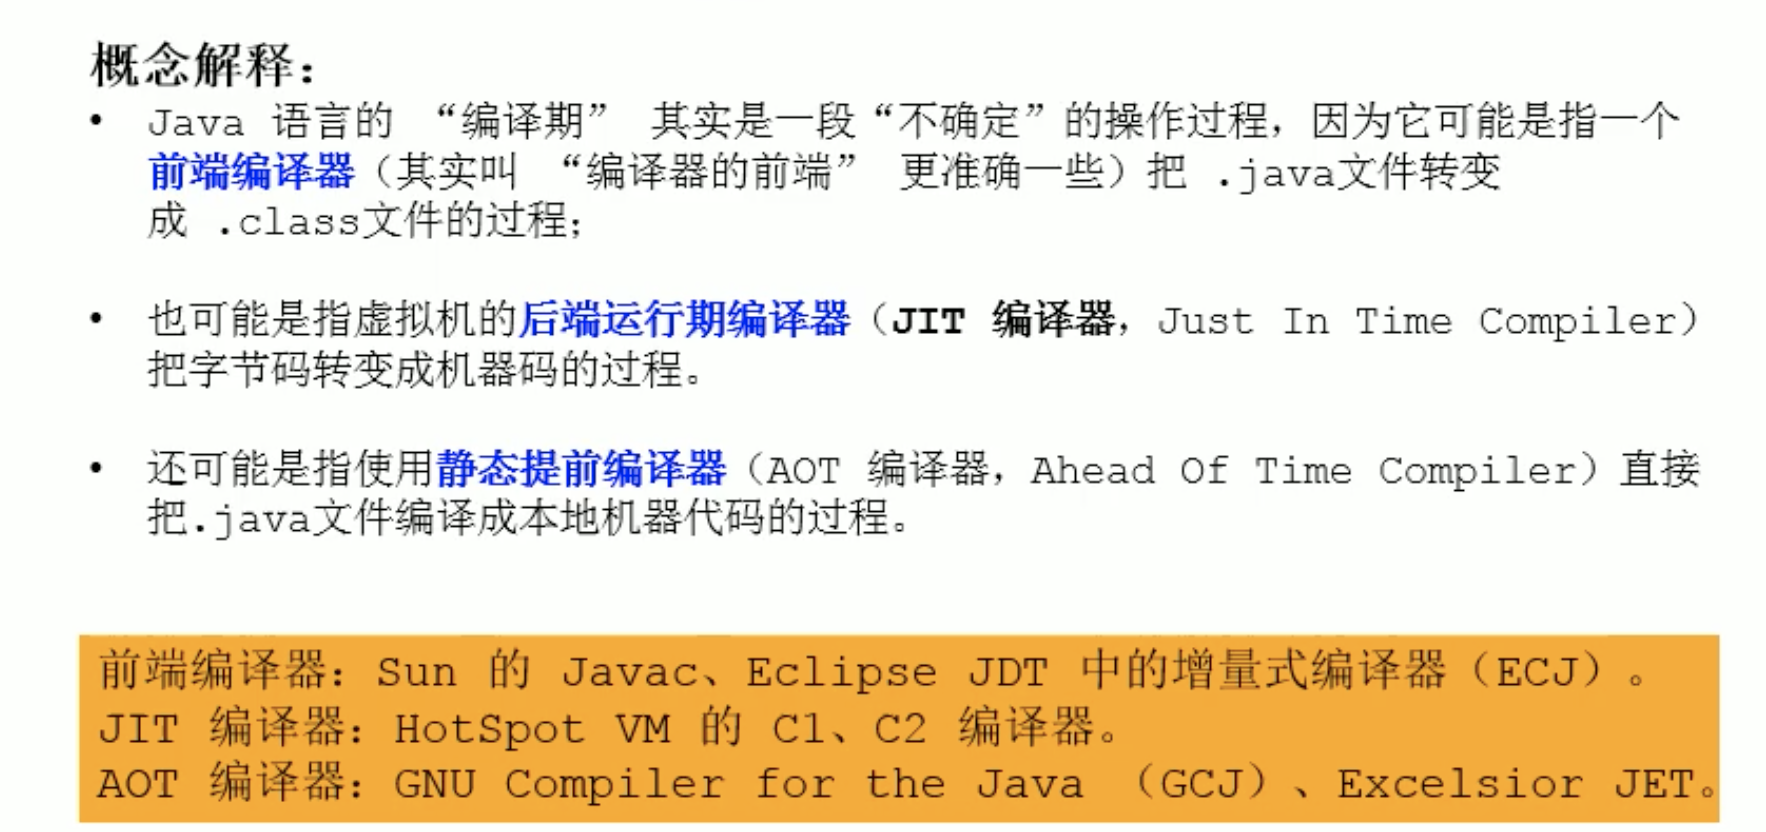 概念解释：
• Java 语言的 “编译期” 其实是一段“不确定”的操作过程，因为它可能是指一个
前端编译器（其实叫 “编译器的前端” 更准确一些）把 .java文件转变
成 .class文件的过程；
• 也可能是指虚拟机的后端运行期编译器（JIT 编译器，Just In Time Compiler）
把字节码转变成机器码的过程。
• 还可能是指使用静态提前编译器（AOT 编译器，Ahead Of Time Compiler）直接
把.java文件编译成本地机器代码的过程。
前端编译器：Sun 的 Javac、Eclipse JDT 中的增量式编译器（ECJ）。
JIT 编译器：HotSpot VM 的 C1、C2 编译器。
AOT 编译器：GNU Compiler for the Java （GCJ）、Excelsior JET。